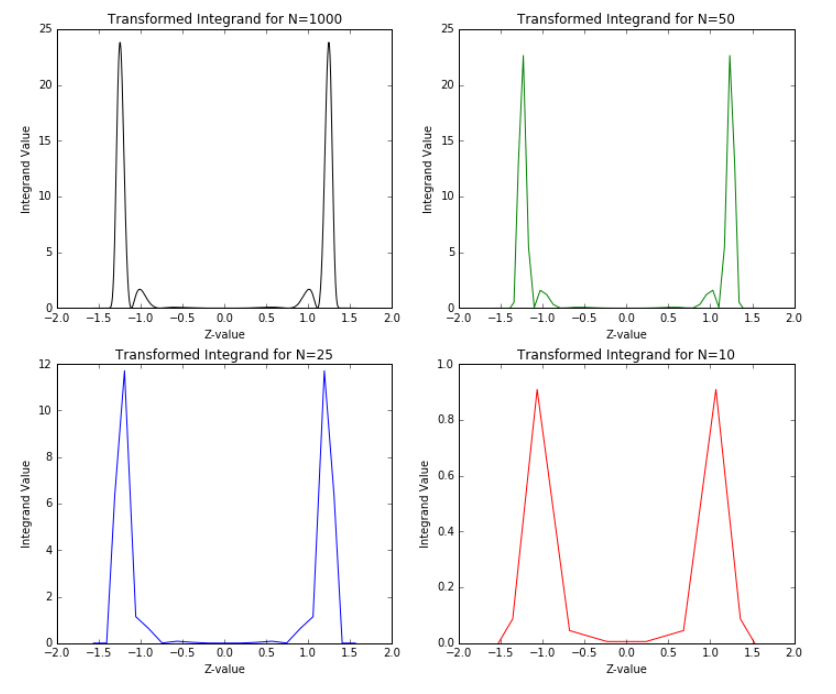 Transformed Integrand for N=1000
25
20
15
10
5
0
Integrand Value
−2.0 −1.5 −1.0 −0.5 0.0 0.5 1.0 1.5 2.0
Z-value
Transformed Integrand for N=50
25
20
15
10
5
0
Integrand Value
−2.0 −1.5 −1.0 −0.5 0.0 0.5 1.0 1.5 2.0
Z-value
Transformed Integrand for N=25
12
10
8
6
4
2
0
Integrand Value
−2.0 −1.5 −1.0 −0.5 0.0 0.5 1.0 1.5 2.0
Z-value
Transformed Integrand for N=10
1.0
0.8
0.6
0.4
0.2
0.0
Integrand Value
−2.0 −1.5 −1.0 −0.5 0.0 0.5 1.0 1.5 2.0
Z-value